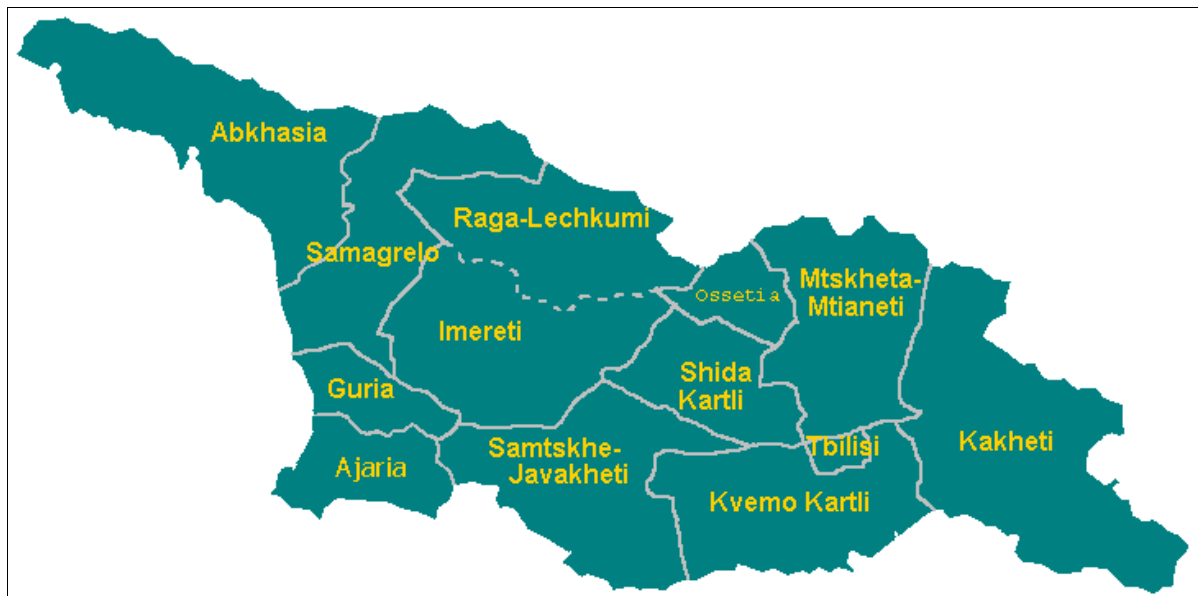 Abkhasia
Samagrelo
Raga-Lechkumi
Ossetia
Mtskheta-
Mtianeti
Imereti
Shida
Kartli
Guria
Ajaria
Samtskhe-
Javakheti
Tbilisi
Kakheti
Kvemo Kartli